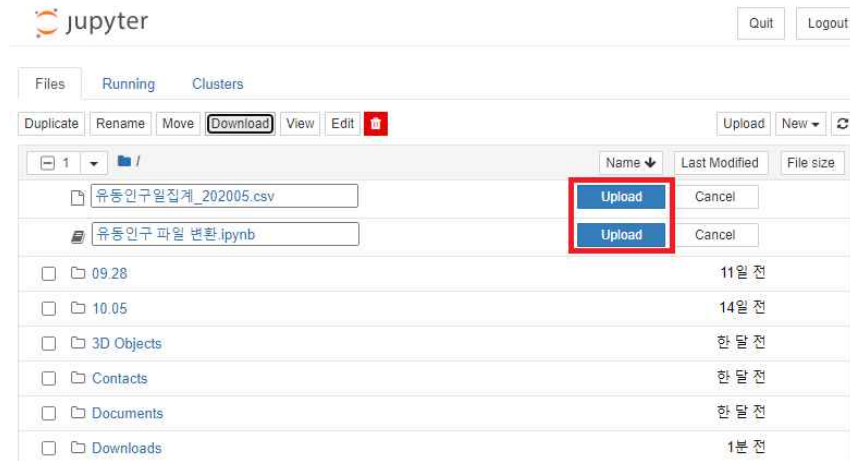 jupyter
Quit Logout
Files Running Clusters
Duplicate Rename Move Download View Edit Upload New
1 / Name Last Modified File size
유동인구일집계_202005.csv Upload Cancel
유동인구 파일 변환.ipynb Upload Cancel
09.28 11일 전
10.05 14일 전
3D Objects 한 달 전
Contacts 한 달 전
Documents 한 달 전
Downloads 1분 전